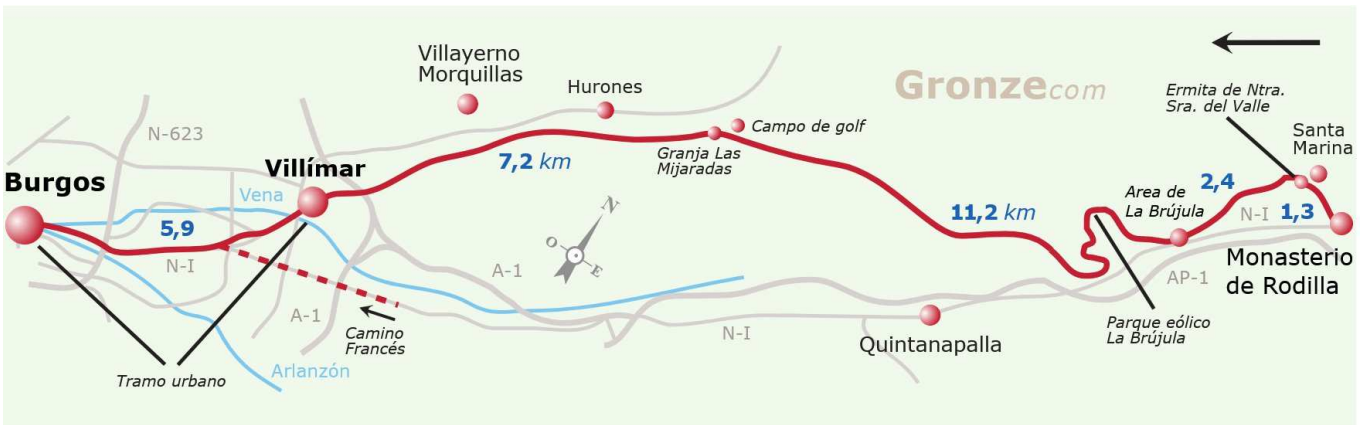 Villayerno
Morquillas
Hurones
Gronze.com
Ermita de Ntra.
Sra. del Valle
Santa
Marina
N-623
Villímar
7,2 km
Campo de golf
Granja Las
Mijaradas
Burgos
Vena
5,9
N
O
E
11,2 km
Area de
La Brújula
2,4
N-I
1,3
Monasterio
de Rodilla
N-I
A-1
AP-1
A-1
Camino
Francés
N-I
Quintanapalla
Parque eólico
La Brújula
Arlanzón
Tramo urbano